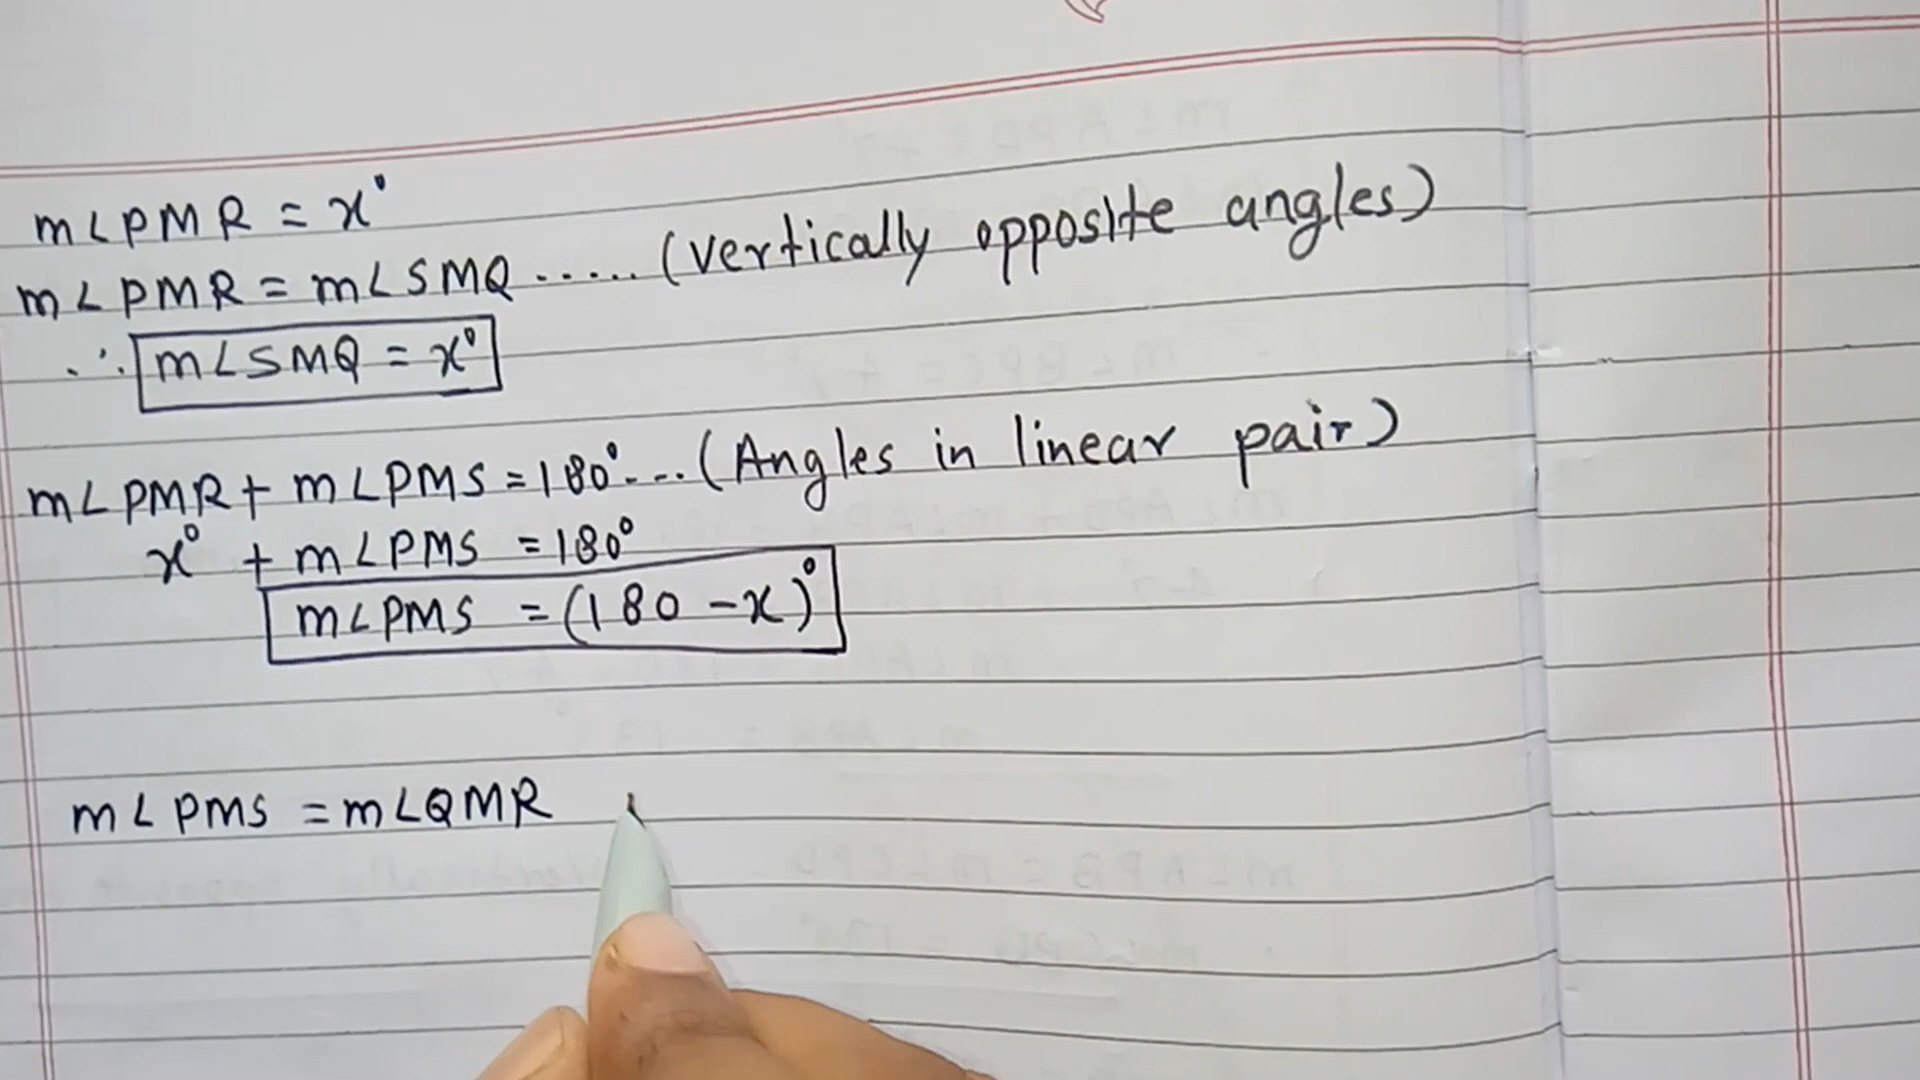 m∠PMR = x°
m∠PMR = m∠SMQ ..... (vertically opposite angles)
∴ m∠SMQ = x°
m∠PMR + m∠PMS = 180° ... (Angles in linear pair)
x° + m∠PMS = 180°
m∠PMS = (180 - x)°
m∠PMS = m∠QMR